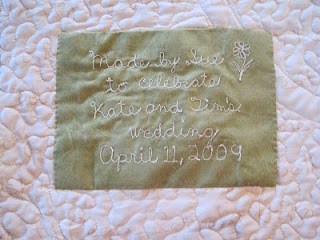 Made by Sue
to celebrate
Kate and Tim's
wedding
April 11, 2009